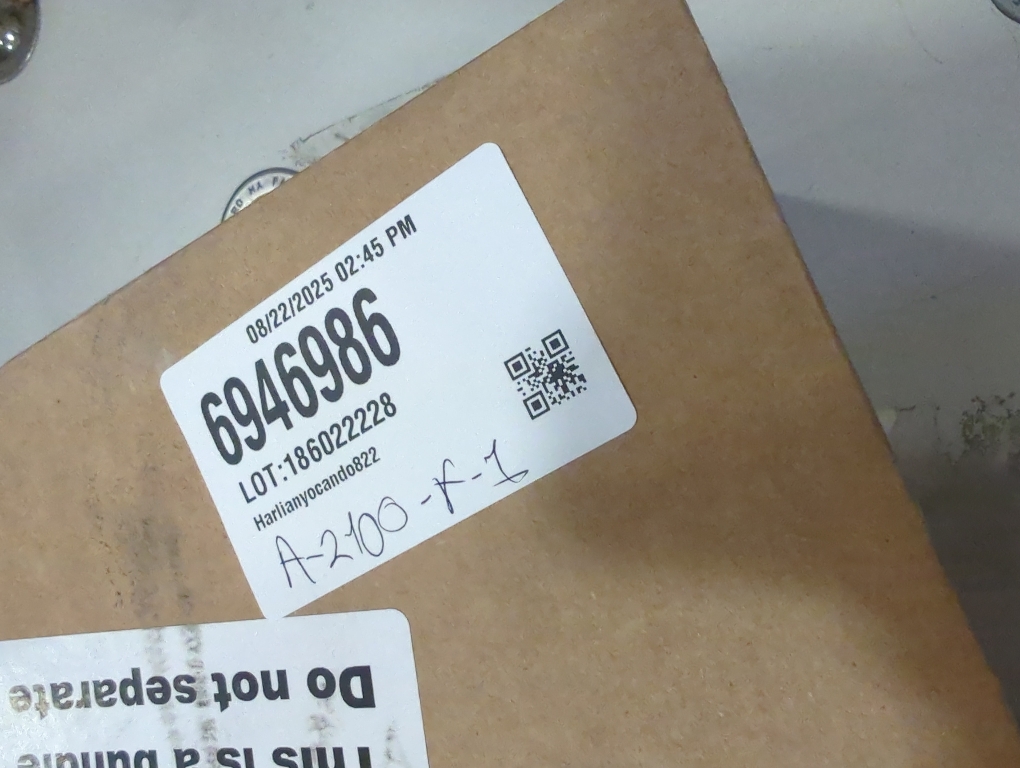 08/22/2025 02:45 PM
6946986
LOT:186022228
Harlianyocando822
A-2100-F-1
This is a bundle
Do not separate